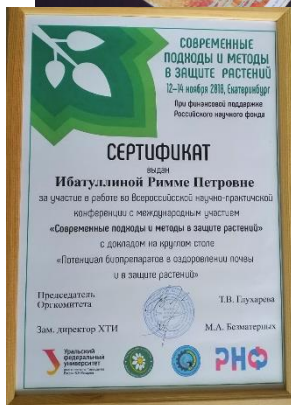 СОВРЕМЕННЫЕ
ПОДХОДЫ И МЕТОДЫ
В ЗАЩИТЕ РАСТЕНИЙ
12–14 ноября 2018, Екатеринбург
При финансовой поддержке
Российского научного фонда
СЕРТИФИКАТ
выдан
Ибатуллиной Римме Петровне
за участие в работе во Всероссийской научно-практической
конференции с международным участием
«Современные подходы и методы в защите растений»
с докладом на круглом столе
«Потенциал биопрепаратов в оздоровлении почвы
и в защите растений»
Председатель
Оргкомитета
Т.В. Глухарева
Зам. директор ХТИ
М.А. Безматерных
Уральский
федеральный
университет
РНФ